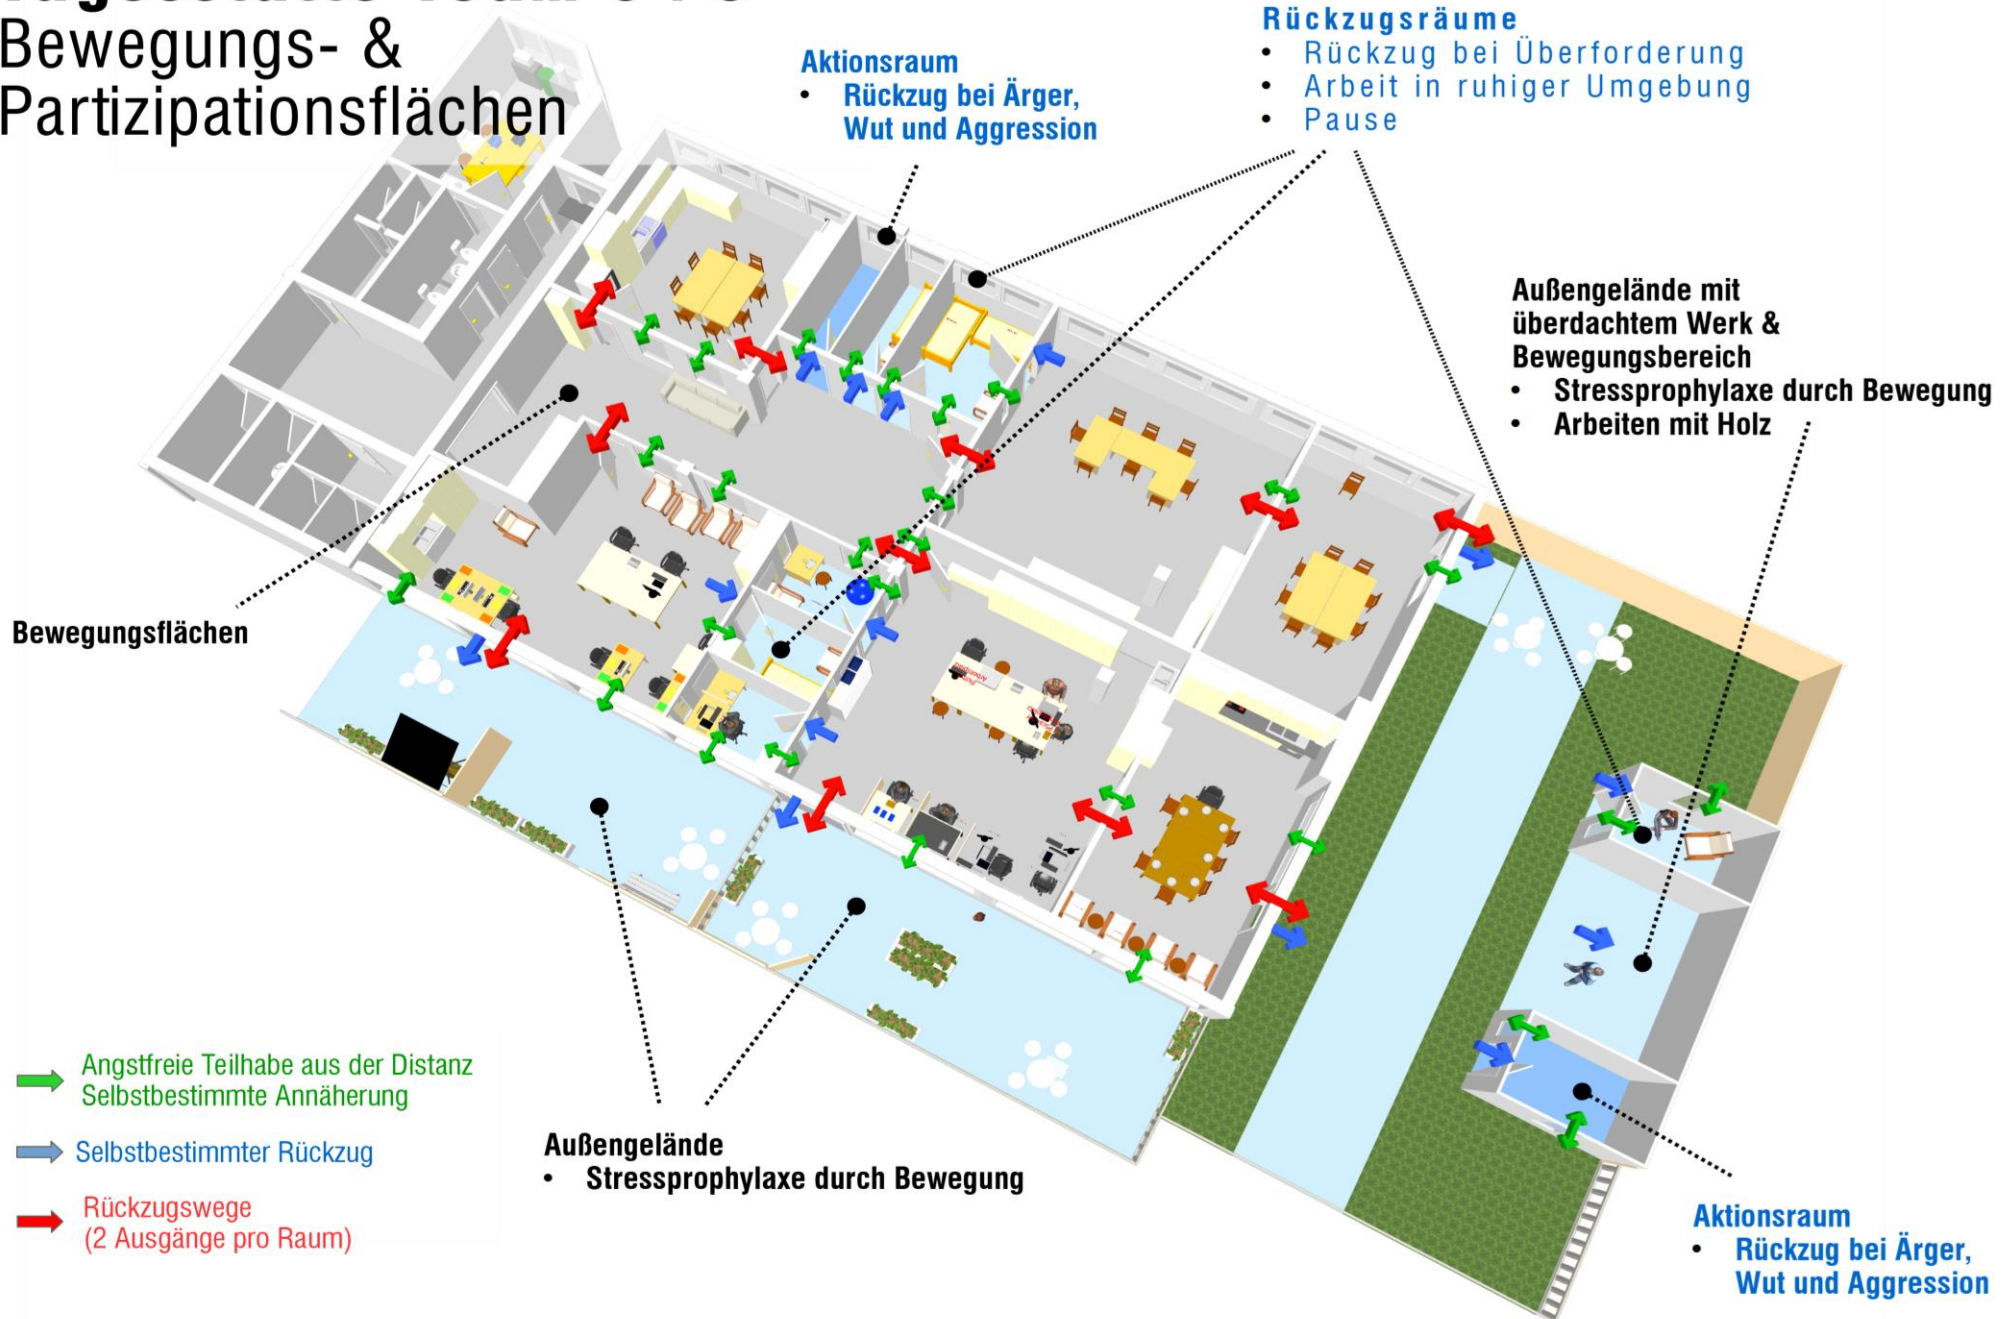 Bewegungs- &
Partizipationsflächen
Aktionsraum
• Rückzug bei Ärger,
Wut und Aggression
Rückzugsräume
• Rückzug bei Überforderung
• Arbeit in ruhiger Umgebung
• Pause
Außengelände mit
überdachtem Werk &
Bewegungsbereich
• Stressprophylaxe durch Bewegung
• Arbeiten mit Holz
Bewegungsflächen
Angstfreie Teilhabe aus der Distanz
Selbstbestimmte Annäherung
Selbstbestimmter Rückzug
Rückzugswege
(2 Ausgänge pro Raum)
Außengelände
• Stressprophylaxe durch Bewegung
Aktionsraum
• Rückzug bei Ärger,
Wut und Aggression